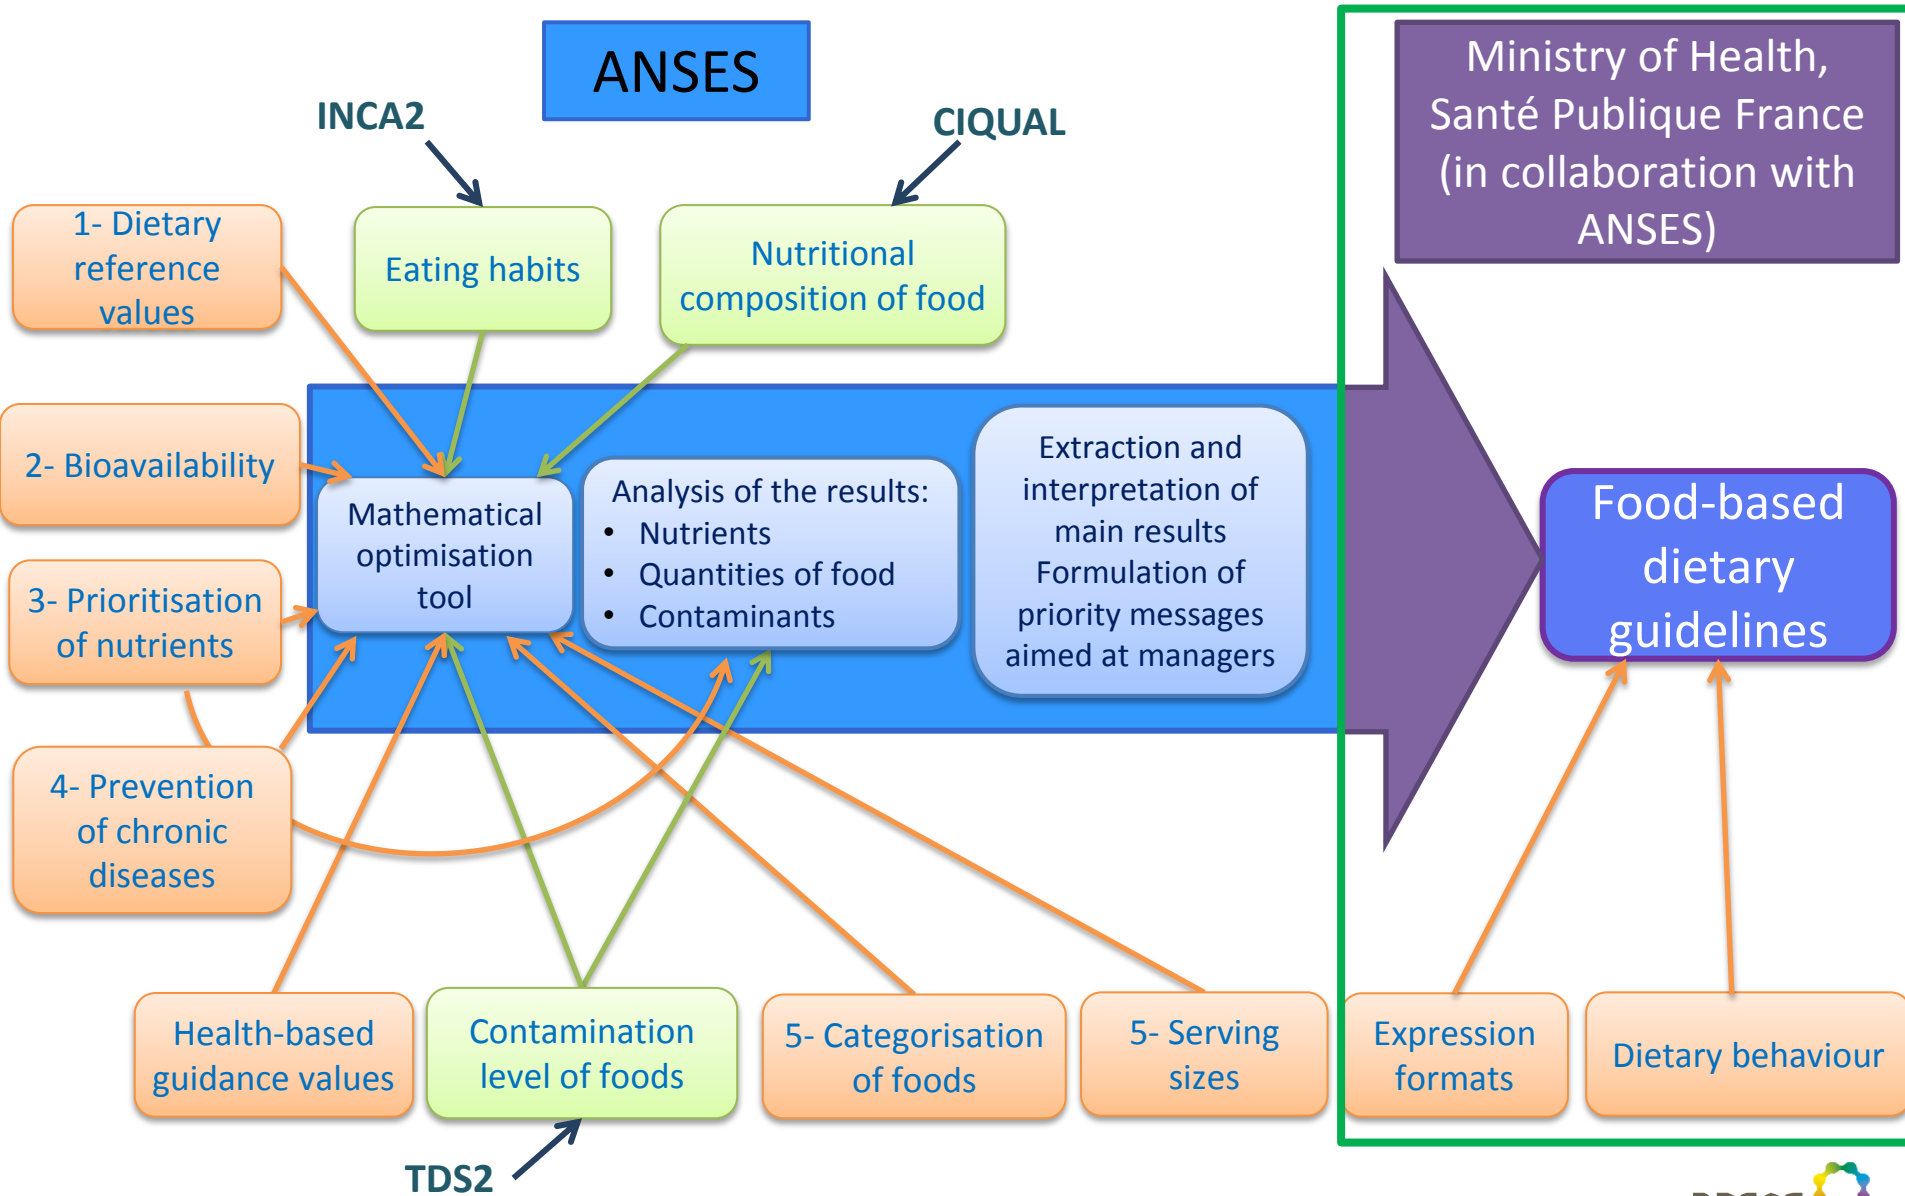 ANSES
Ministry of Health,
Santé Publique France
(in collaboration with
ANSES)
INCA2
CIQUAL
1- Dietary
reference
values
Eating habits
Nutritional
composition of food
2- Bioavailability
Mathematical
optimisation
tool
Analysis of the results:
• Nutrients
• Quantities of food
• Contaminants
Extraction and
interpretation of
main results
Formulation of
priority messages
aimed at managers
Food-based
dietary
guidelines
3- Prioritisation
of nutrients
4- Prevention
of chronic
diseases
Health-based
guidance values
Contamination
level of foods
5- Categorisation
of foods
5- Serving
sizes
Expression
formats
Dietary behaviour
TDS2